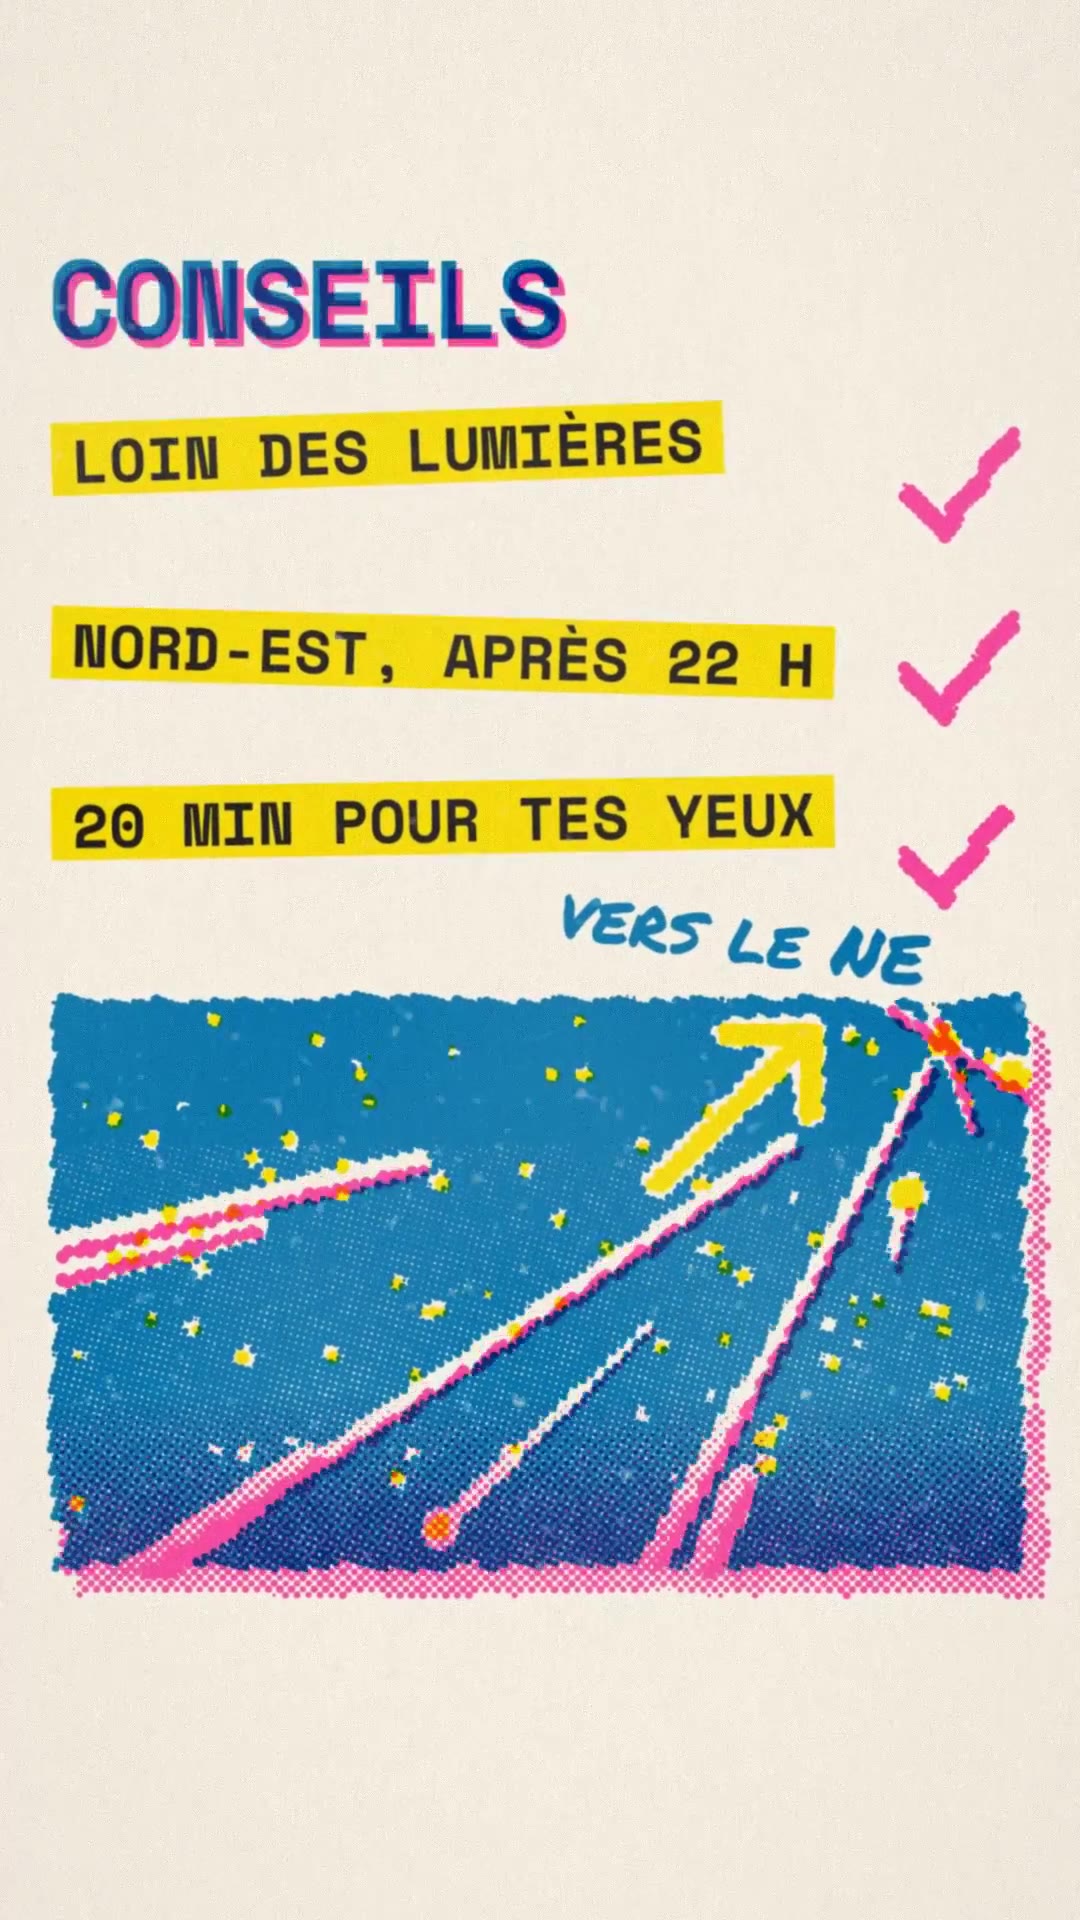 CONSEILS
LOIN DES LUMIÈRES
NORD-EST, APRÈS 22 H
20 MIN POUR TES YEUX
VERS LE NE